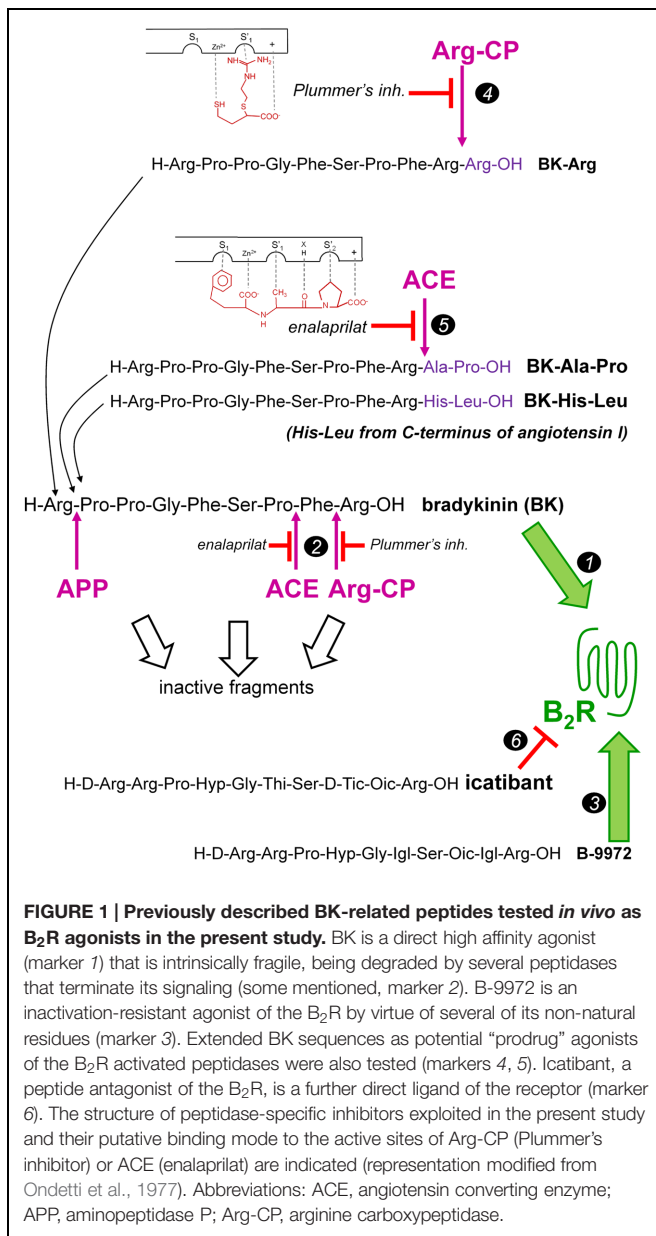 S1 Zn2+ S'1 +
NH NH2
NH
SH S COO-
Arg-CP
Plummer's inh. 4
H-Arg-Pro-Pro-Gly-Phe-Ser-Pro-Phe-Arg-Arg-OH BK-Arg
S1 Zn2+ S'1 X H S'2 +
COO- CH3 O COO-
N H N
ACE
enalaprilat 5
H-Arg-Pro-Pro-Gly-Phe-Ser-Pro-Phe-Arg-Ala-Pro-OH BK-Ala-Pro
H-Arg-Pro-Pro-Gly-Phe-Ser-Pro-Phe-Arg-His-Leu-OH BK-His-Leu
(His-Leu from C-terminus of angiotensin I)
H-Arg-Pro-Pro-Gly-Phe-Ser-Pro-Phe-Arg-OH bradykinin (BK)
enalaprilat 2 Plummer's inh.
APP ACE Arg-CP
1
inactive fragments
B2R
6
H-D-Arg-Arg-Pro-Hyp-Gly-Thi-Ser-D-Tic-Oic-Arg-OH icatibant
3
H-D-Arg-Arg-Pro-Hyp-Gly-Igl-Ser-Oic-Igl-Arg-OH B-9972
FIGURE 1 | Previously described BK-related peptides tested in vivo as
B2R agonists in the present study. BK is a direct high affinity agonist
(marker 1) that is intrinsically fragile, being degraded by several peptidases
that terminate its signaling (some mentioned, marker 2). B-9972 is an
inactivation-resistant agonist of the B2R by virtue of several of its non-natural
residues (marker 3). Extended BK sequences as potential “prodrug” agonists
of the B2R activated peptidases were also tested (markers 4, 5). Icatibant, a
peptide antagonist of the B2R, is a further direct ligand of the receptor (marker
6). The structure of peptidase-specific inhibitors exploited in the present study
and their putative binding mode to the active sites of Arg-CP (Plummer's
inhibitor) or ACE (enalaprilat) are indicated (representation modified from
Ondetti et al., 1977). Abbreviations: ACE, angiotensin converting enzyme;
APP, aminopeptidase P; Arg-CP, arginine carboxypeptidase.